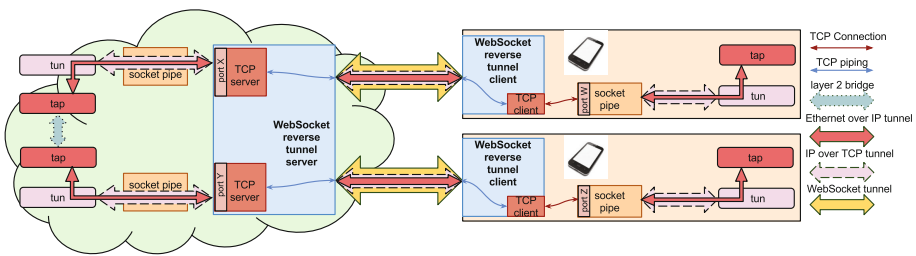 tun
tap
tap
tun
socket pipe
socket pipe
port X
TCP
server
WebSocket
reverse
tunnel
server
port Y
TCP
server
WebSocket
reverse
tunnel
client
TCP
client
port W
socket
pipe
tap
tun
WebSocket
reverse
tunnel
client
TCP
client
port Z
socket
pipe
tap
tun
TCP Connection
TCP piping
layer 2 bridge
Ethernet over IP tunnel
IP over TCP tunnel
WebSocket tunnel